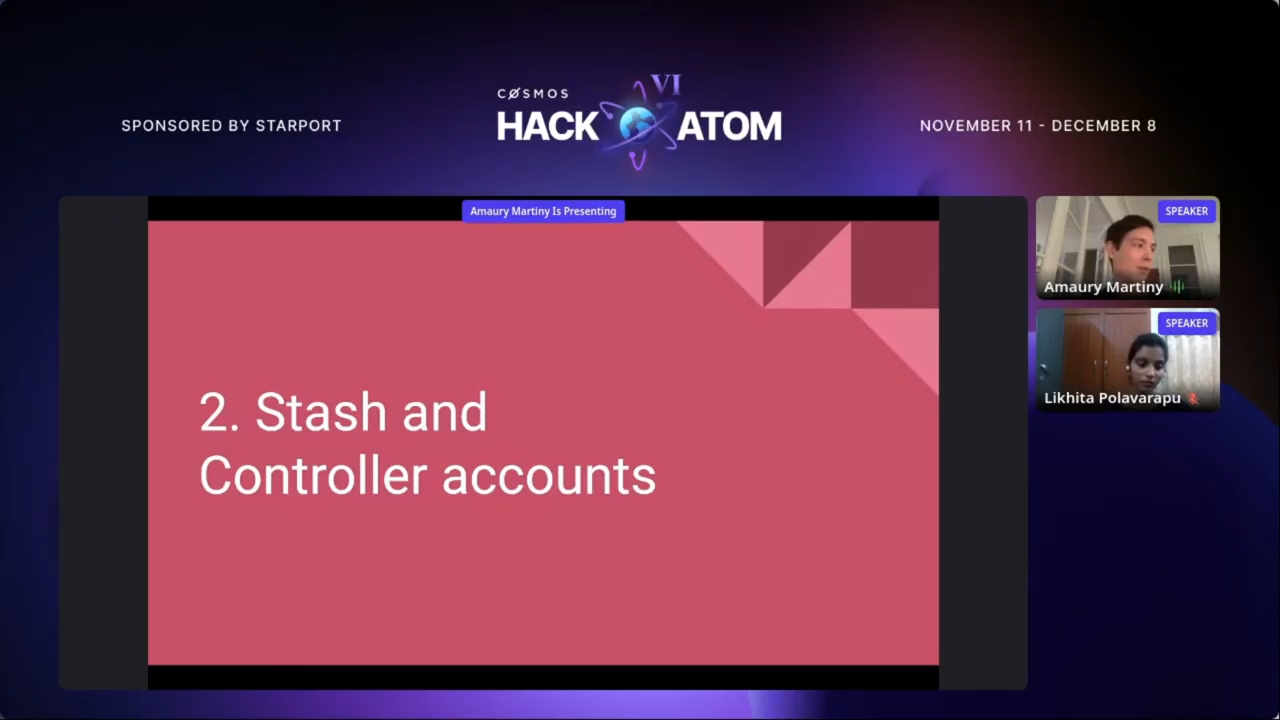 SPONSORED BY STARPORT
CØSMOS
HACK ATOM
VI
NOVEMBER 11 - DECEMBER 8
Amaury Martiny Is Presenting
2. Stash and
Controller accounts
SPEAKER
Amaury Martiny
SPEAKER
Likhita Polavarapu